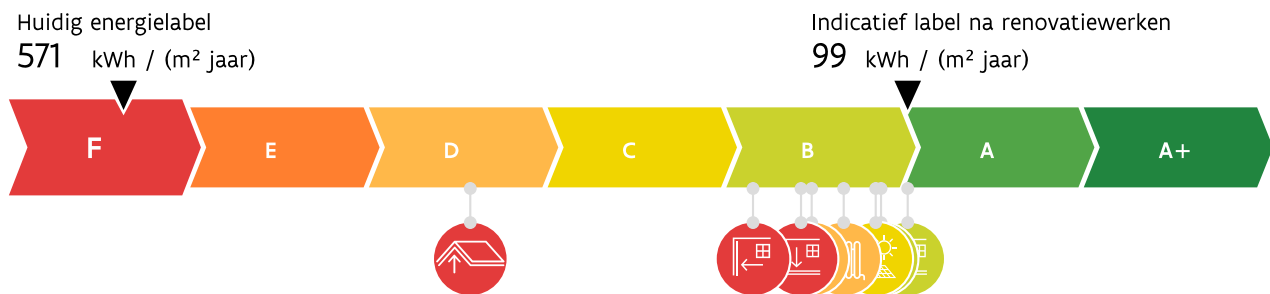 Huidig energielabel
571 kWh / (m² jaar)
Indicatief label na renovatiewerken
99 kWh / (m² jaar)
F E D C B A A+